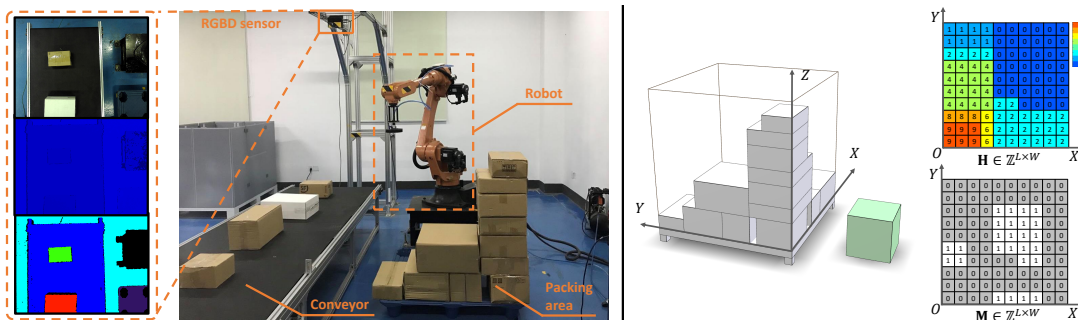 RGBD sensor
Robot
Conveyor
Packing
area
Z
X
Y
Y
1 1 1 1 0 0 0 0 0 0
1 1 1 1 0 0 0 0 0 0
2 2 2 2 0 0 0 0 0 0
4 4 4 4 0 0 0 0 0 0
4 4 4 4 0 0 0 0 0 0
4 4 4 4 0 0 0 0 0 0
4 4 4 4 2 2 0 0 0 0
8 8 8 6 2 2 2 2 2 2
9 9 9 6 2 2 2 2 2 2
9 9 9 6 2 2 2 2 2 2
O X
H ∈ ℤ^{L×W}
Y
0 0 0 0 0 0 0 0 0 0
0 0 0 0 0 0 0 0 0 0
0 0 0 0 1 1 1 1 0 0
0 0 0 0 1 1 1 1 0 0
0 0 0 0 1 1 1 1 0 0
1 1 0 0 1 1 1 1 0 0
1 1 0 0 0 0 1 1 0 0
0 0 0 0 0 0 0 0 0 0
0 0 0 0 0 0 0 0 0 0
0 0 0 0 1 1 1 1 0 0
O X
M ∈ ℤ^{L×W}